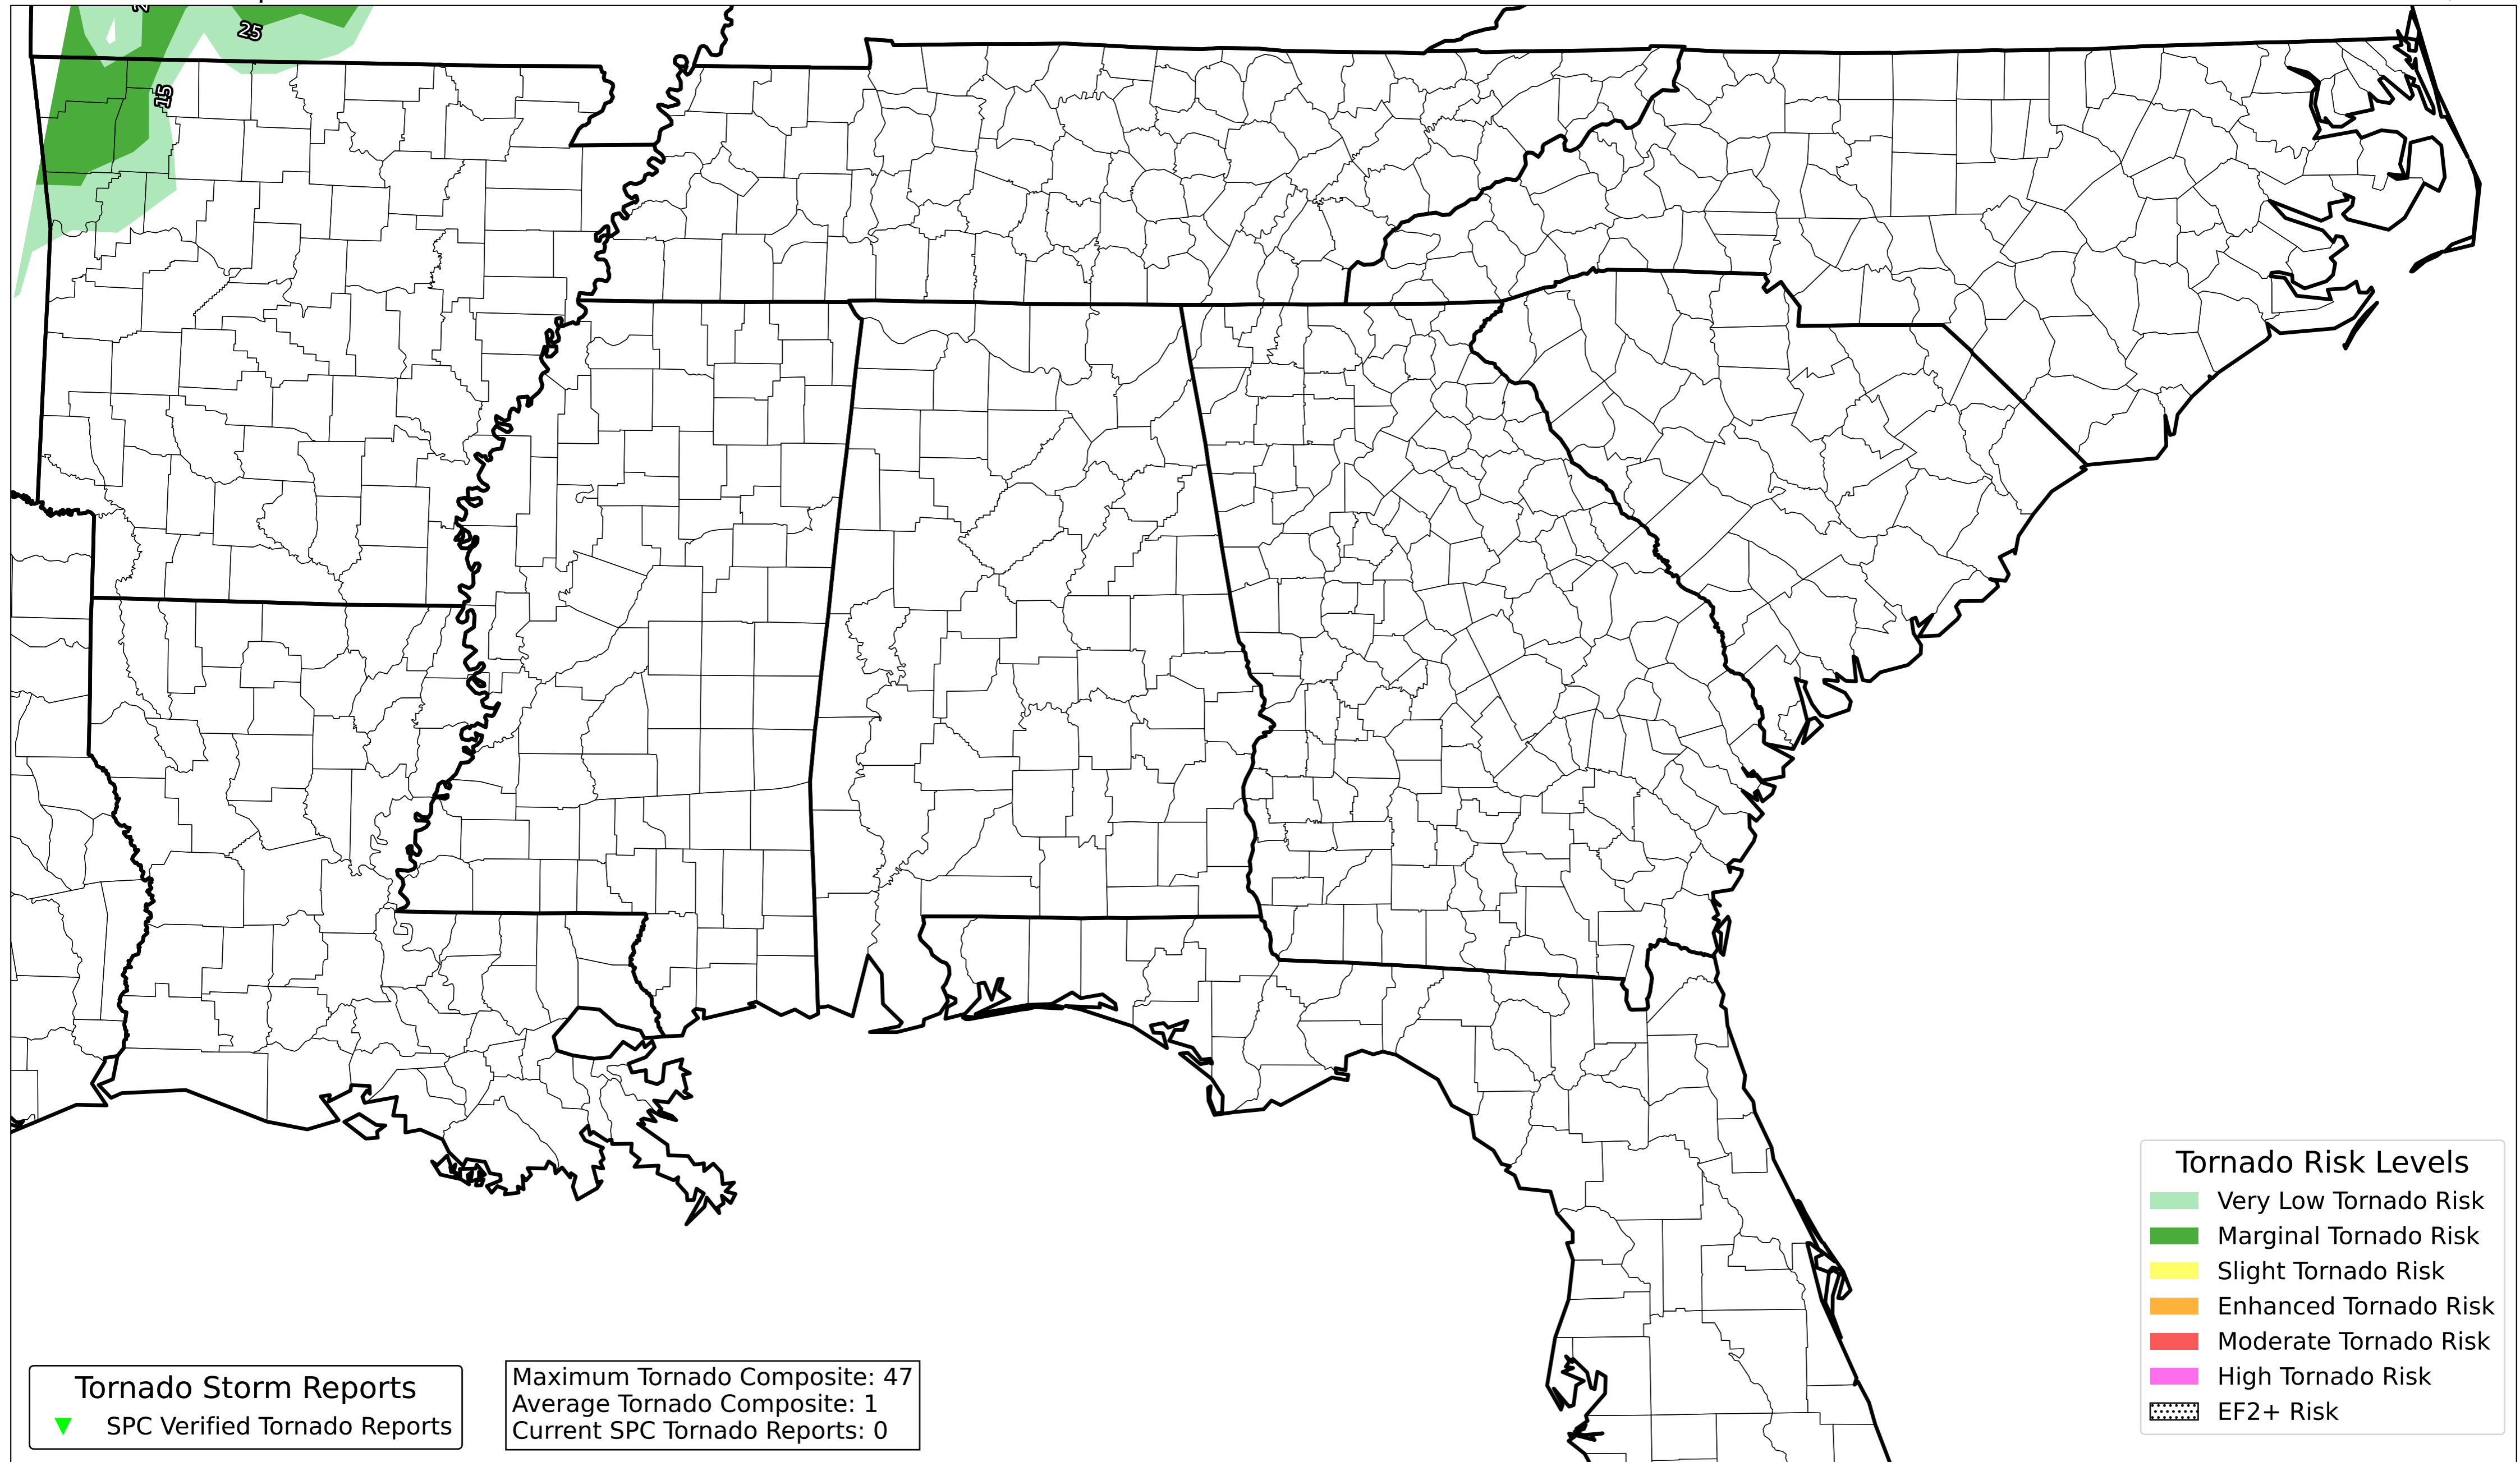 25
15
Tornado Risk Levels
Very Low Tornado Risk
Marginal Tornado Risk
Slight Tornado Risk
Enhanced Tornado Risk
Moderate Tornado Risk
High Tornado Risk
EF2+ Risk
Tornado Storm Reports
SPC Verified Tornado Reports
Maximum Tornado Composite: 47
Average Tornado Composite: 1
Current SPC Tornado Reports: 0